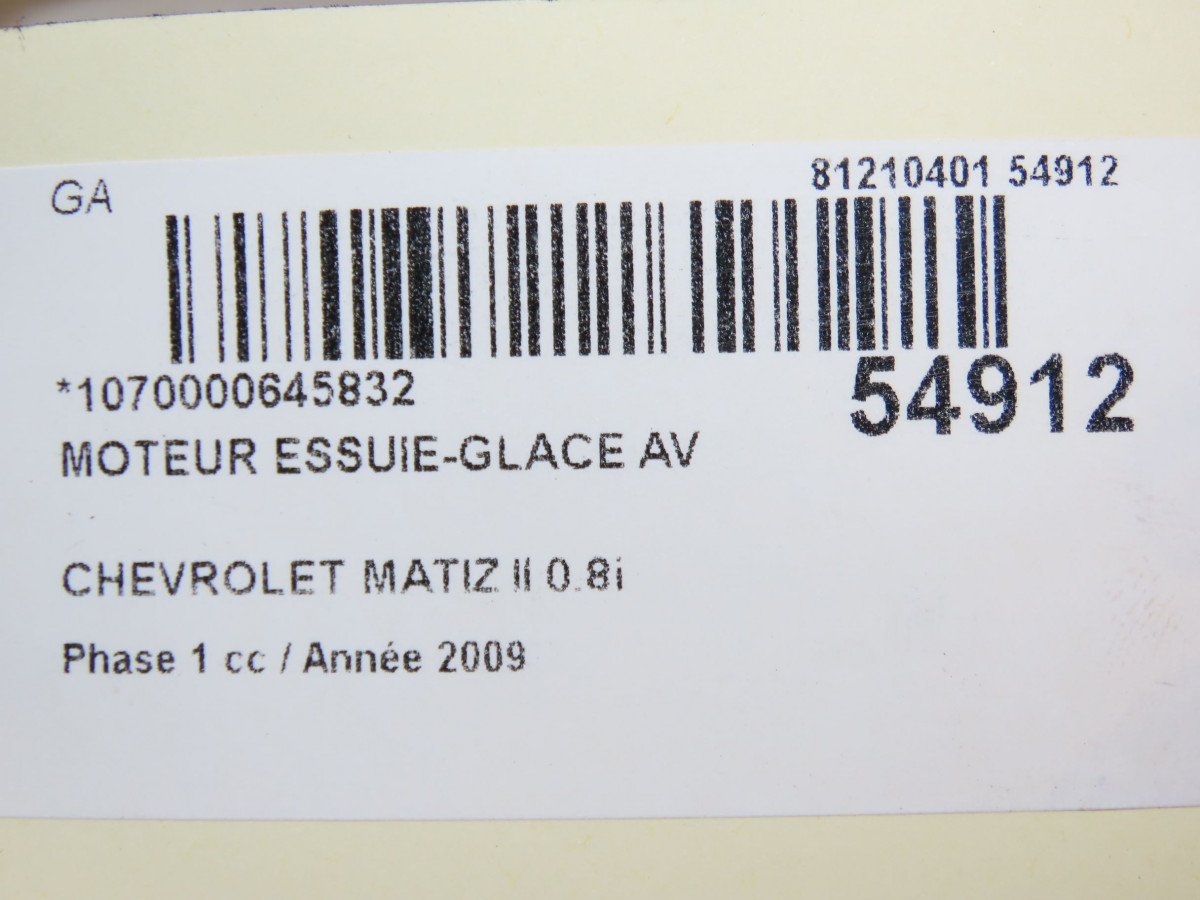 GA
81210401 54912
*1070000645832
54912
MOTEUR ESSUIE-GLACE AV
CHEVROLET MATIZ II 0.8i
Phase 1 cc / Année 2009